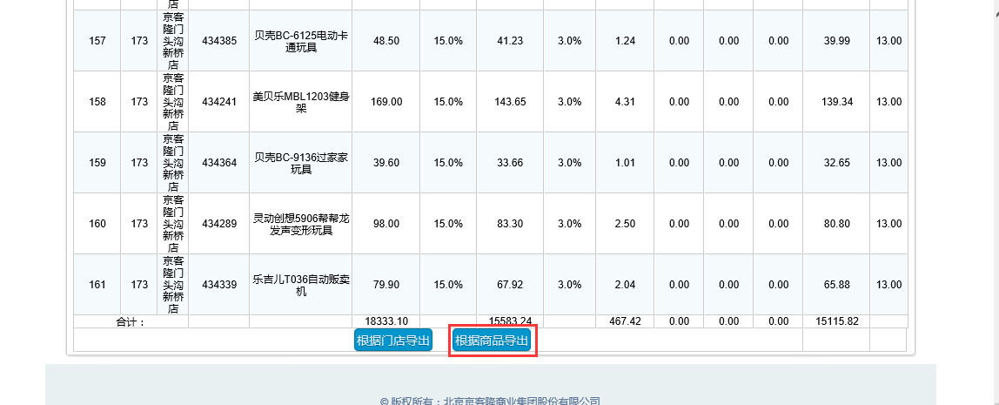 店
157 173 京客隆门头沟新桥店 434385 贝壳BC-6125电动卡通玩具 48.50 15.0% 41.23 3.0% 1.24 0.00 0.00 0.00 39.99 13.00
158 173 京客隆门头沟新桥店 434241 美贝乐MBL1203健身架 169.00 15.0% 143.65 3.0% 4.31 0.00 0.00 0.00 139.34 13.00
159 173 京客隆门头沟新桥店 434364 贝壳BC-9136过家家玩具 39.60 15.0% 33.66 3.0% 1.01 0.00 0.00 0.00 32.65 13.00
160 173 京客隆门头沟新桥店 434289 灵动创想5906帮帮龙发声变形玩具 98.00 15.0% 83.30 3.0% 2.50 0.00 0.00 0.00 80.80 13.00
161 173 京客隆门头沟新桥店 434339 乐吉儿T036自动贩卖机 79.90 15.0% 67.92 3.0% 2.04 0.00 0.00 0.00 65.88 13.00
合计： 18333.10 15583.24 467.42 0.00 0.00 0.00 15115.82
根据门店导出 根据商品导出
© 版权所有：北京京客隆商业集团股份有限公司